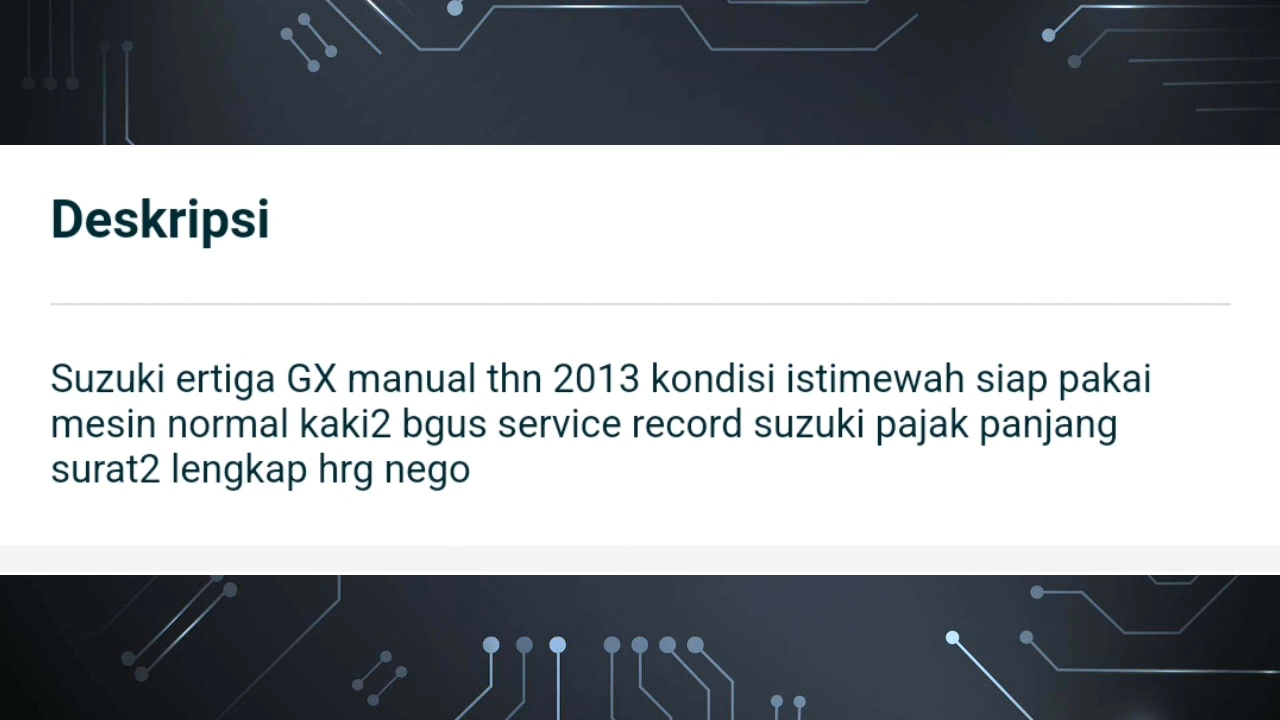 Deskripsi
Suzuki ertiga GX manual thn 2013 kondisi istimewah siap pakai
mesin normal kaki2 bgus service record suzuki pajak panjang
surat2 lengkap hrg nego